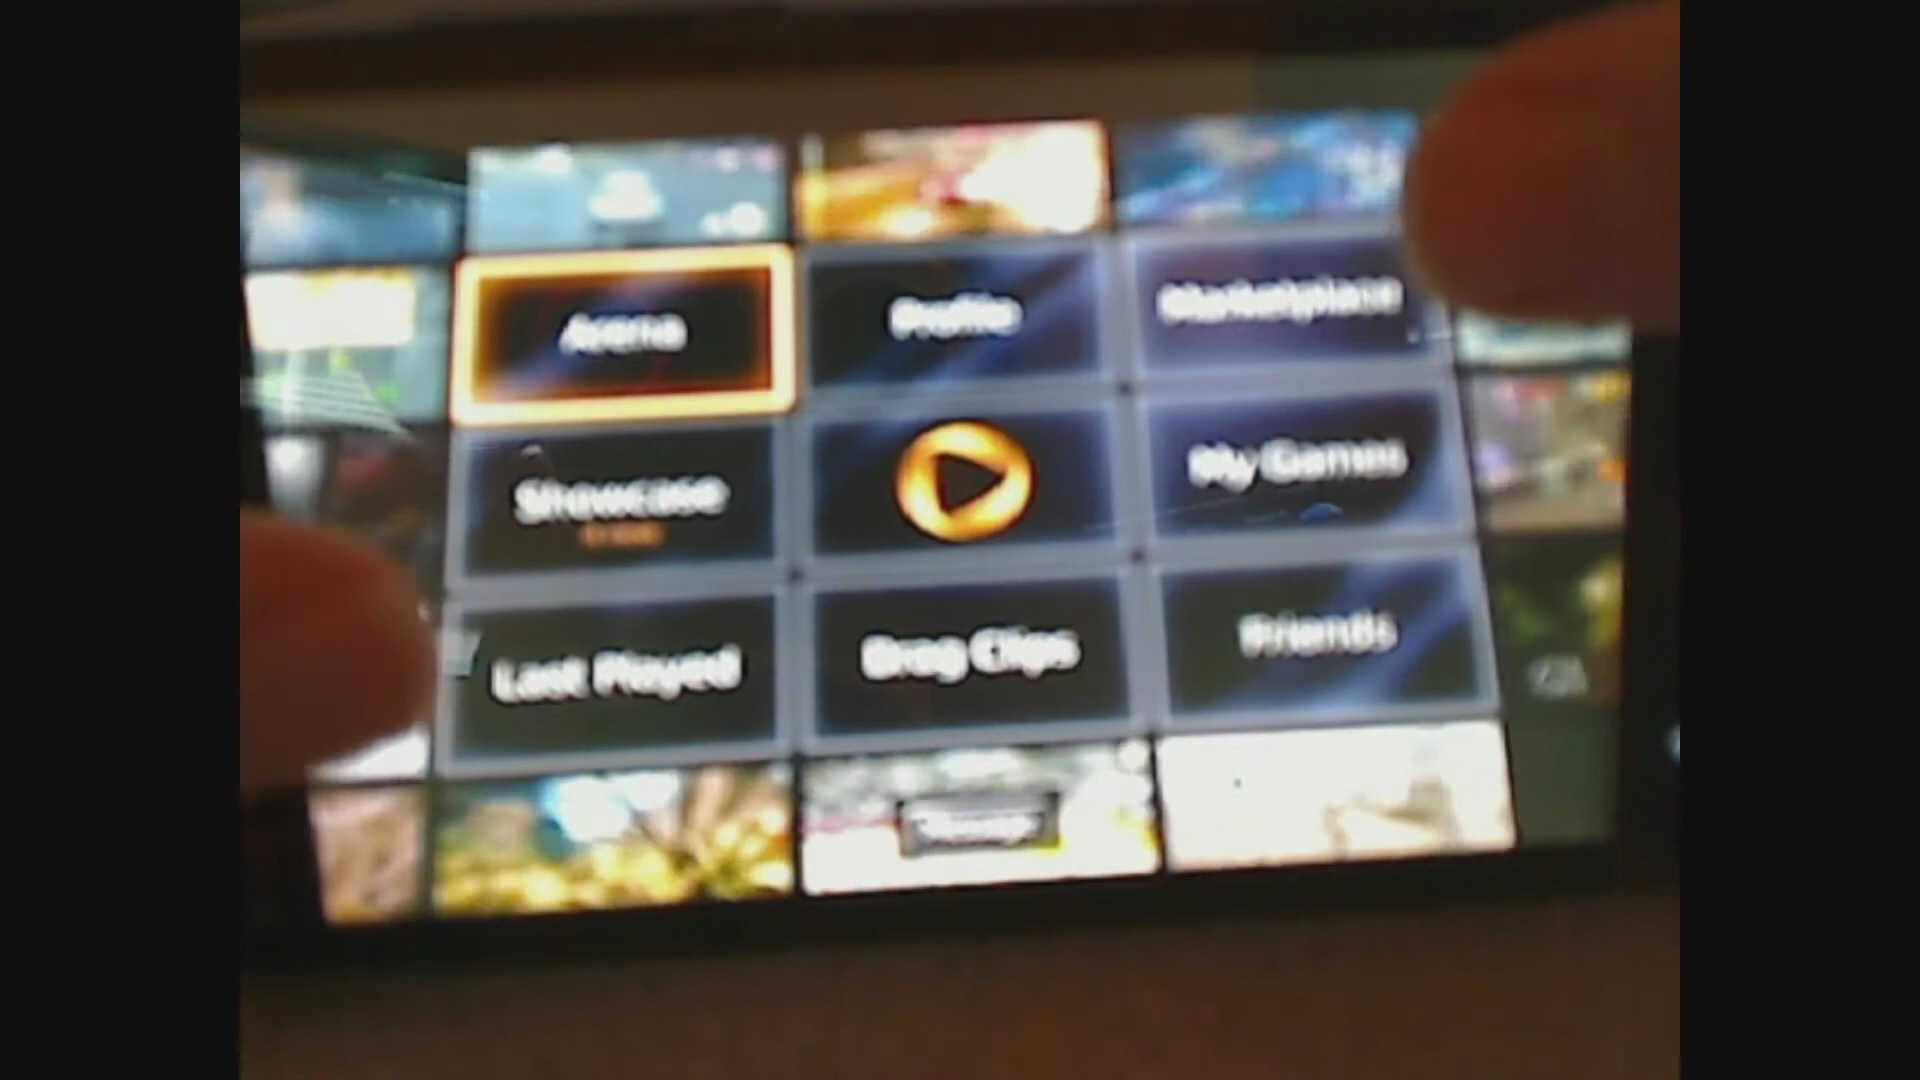 Arena
Profile
Marketplace
Showcase
My Games
Last Played
Brag Clips
Friends